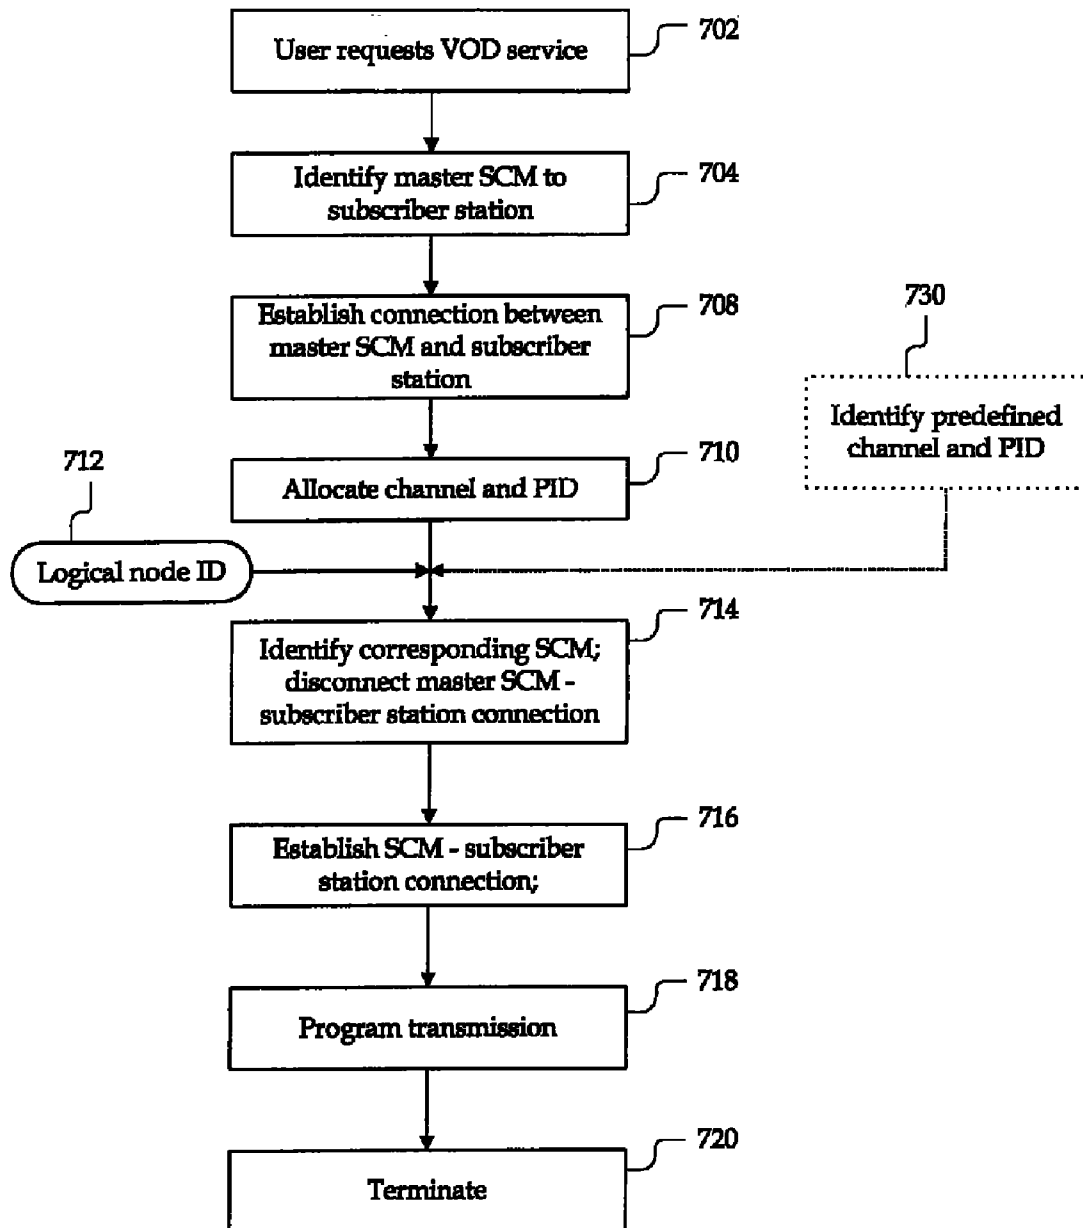 User requests VOD service
702
Identify master SCM to
subscriber station
704
Establish connection between
master SCM and subscriber
station
708
730
Identify predefined
channel and PID
712
Allocate channel and PID
710
Logical node ID
Identify corresponding SCM;
disconnect master SCM -
subscriber station connection
714
Establish SCM - subscriber
station connection;
716
Program transmission
718
Terminate
720